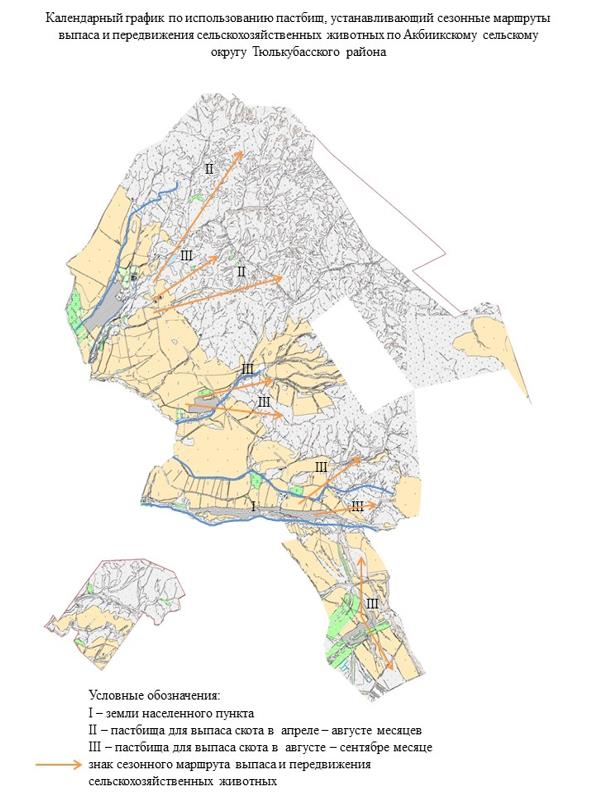 Календарный график по использованию пастбищ, устанавливающий сезонные маршруты
выпаса и передвижения сельскохозяйственных животных по Акбиикскому сельскому
округу Тюлькубасского района
II
III
II
III
III
III
I
III
III
Условные обозначения:
I – земли населенного пункта
II – пастбища для выпаса скота в апреле – августе месяцев
III – пастбища для выпаса скота в августе – сентябре месяце
знак сезонного маршрута выпаса и передвижения
сельскохозяйственных животных